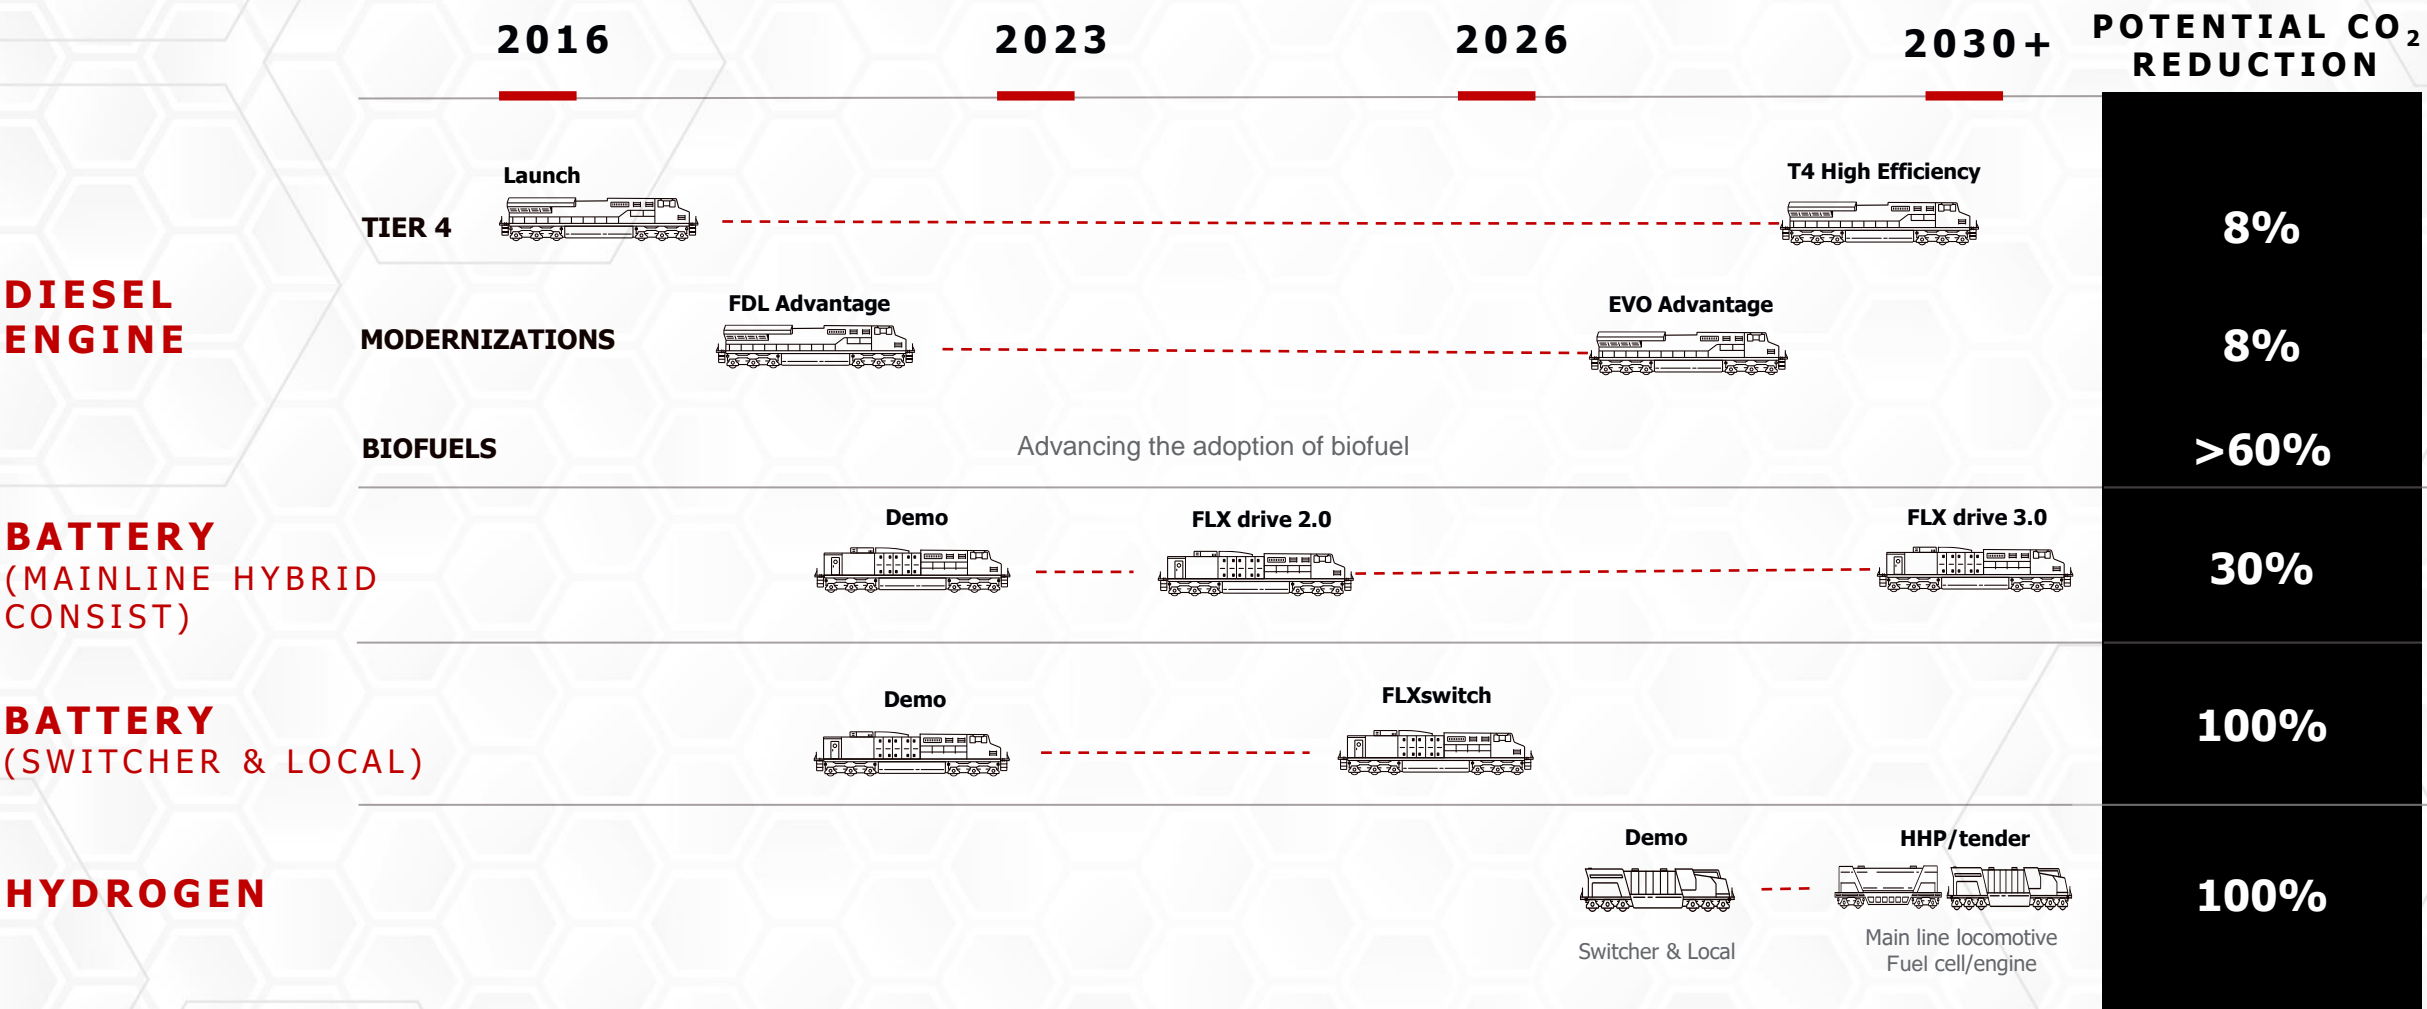 2016
2023
2026
2030+
POTENTIAL CO2
REDUCTION
DIESEL
ENGINE
TIER 4
Launch
T4 High Efficiency
8%
MODERNIZATIONS
FDL Advantage
EVO Advantage
8%
BIOFUELS
Advancing the adoption of biofuel
>60%
BATTERY
(MAINLINE HYBRID
CONSIST)
Demo
FLX drive 2.0
FLX drive 3.0
30%
BATTERY
(SWITCHER & LOCAL)
Demo
FLXswitch
100%
HYDROGEN
Demo
Switcher & Local
HHP/tender
Main line locomotive
Fuel cell/engine
100%